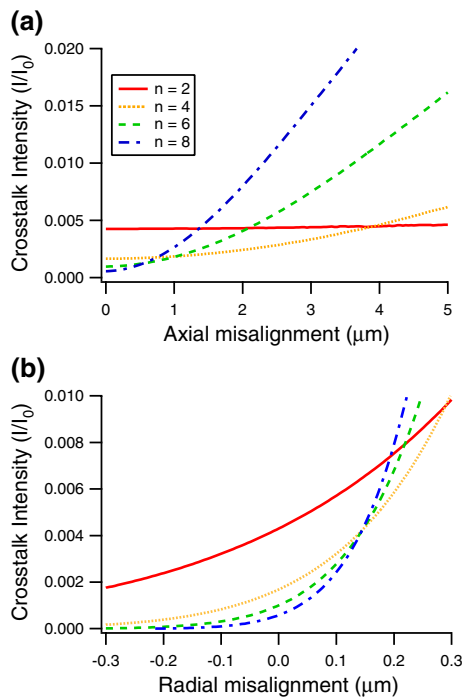 (a)
0.020
0.015
0.010
0.005
0.000
Crosstalk Intensity (I/I₀)
n = 2
n = 4
n = 6
n = 8
0 1 2 3 4 5
Axial misalignment (μm)
(b)
0.010
0.008
0.006
0.004
0.002
0.000
Crosstalk Intensity (I/I₀)
-0.3 -0.2 -0.1 0.0 0.1 0.2 0.3
Radial misalignment (μm)